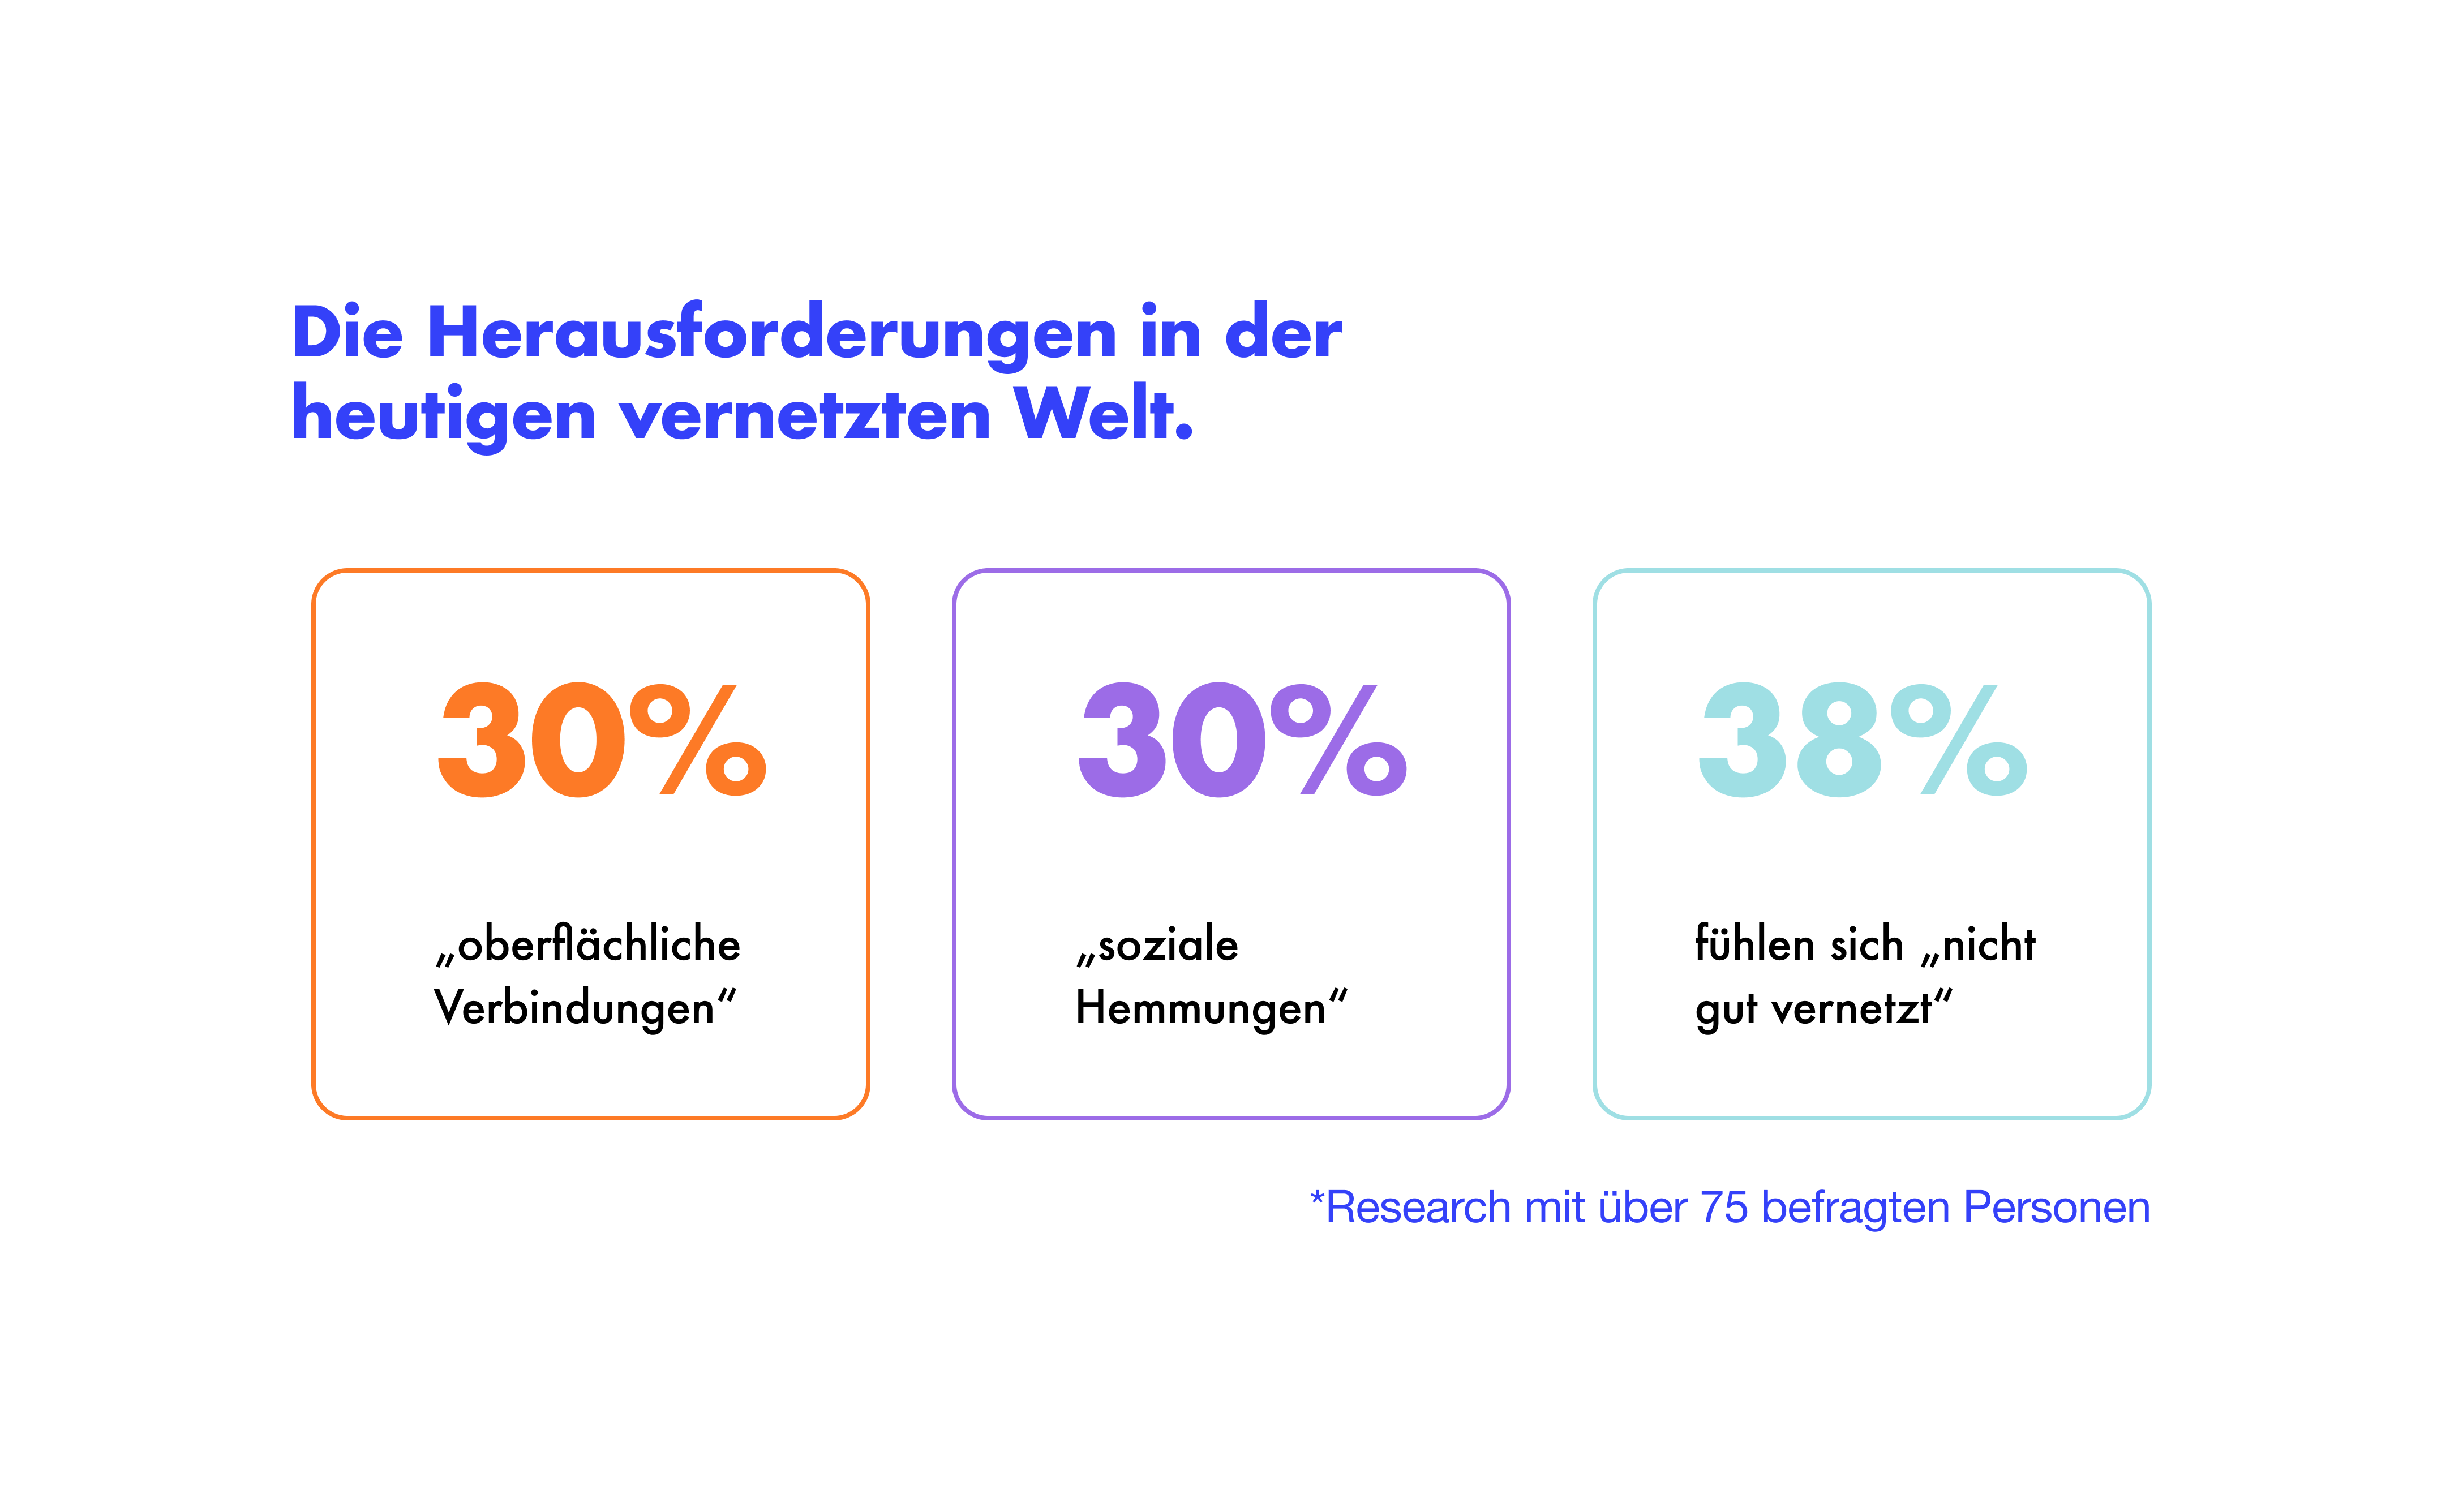 Die Herausforderungen in der
heutigen vernetzten Welt.
30%
„oberflächliche
Verbindungen“
30%
„soziale
Hemmungen“
38%
fühlen sich „nicht
gut vernetzt“
*Research mit über 75 befragten Personen